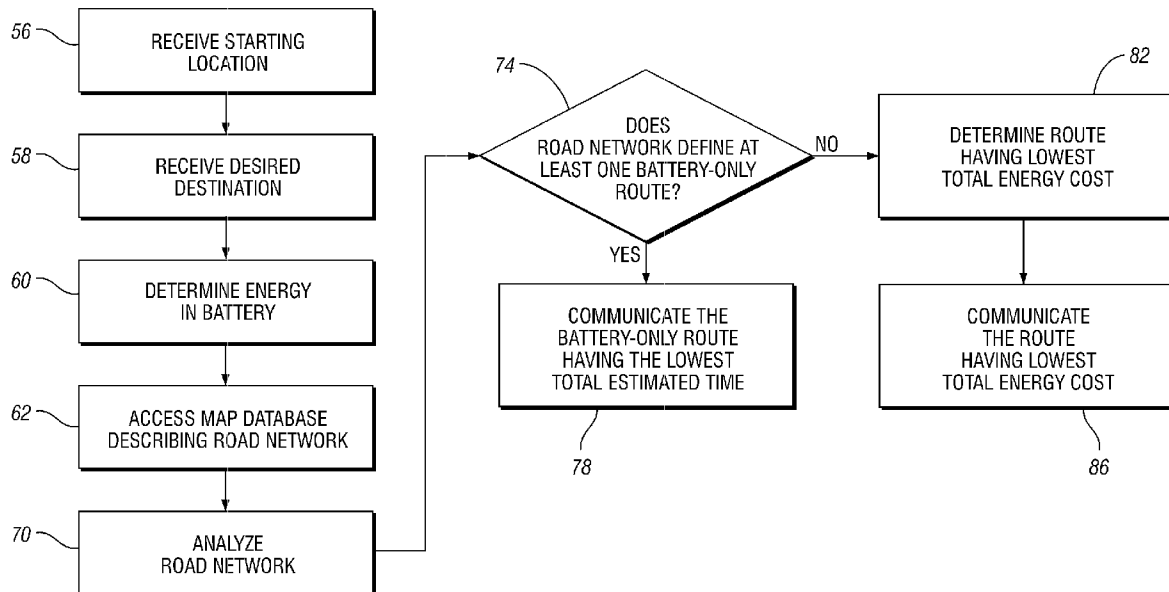 56
RECEIVE STARTING
LOCATION
58
RECEIVE DESIRED
DESTINATION
60
DETERMINE ENERGY
IN BATTERY
62
ACCESS MAP DATABASE
DESCRIBING ROAD NETWORK
70
ANALYZE
ROAD NETWORK
74
DOES
ROAD NETWORK DEFINE AT
LEAST ONE BATTERY-ONLY
ROUTE?
NO
YES
COMMUNICATE THE
BATTERY-ONLY ROUTE
HAVING THE LOWEST
TOTAL ESTIMATED TIME
78
82
DETERMINE ROUTE
HAVING LOWEST
TOTAL ENERGY COST
COMMUNICATE
THE ROUTE
HAVING LOWEST
TOTAL ENERGY COST
86